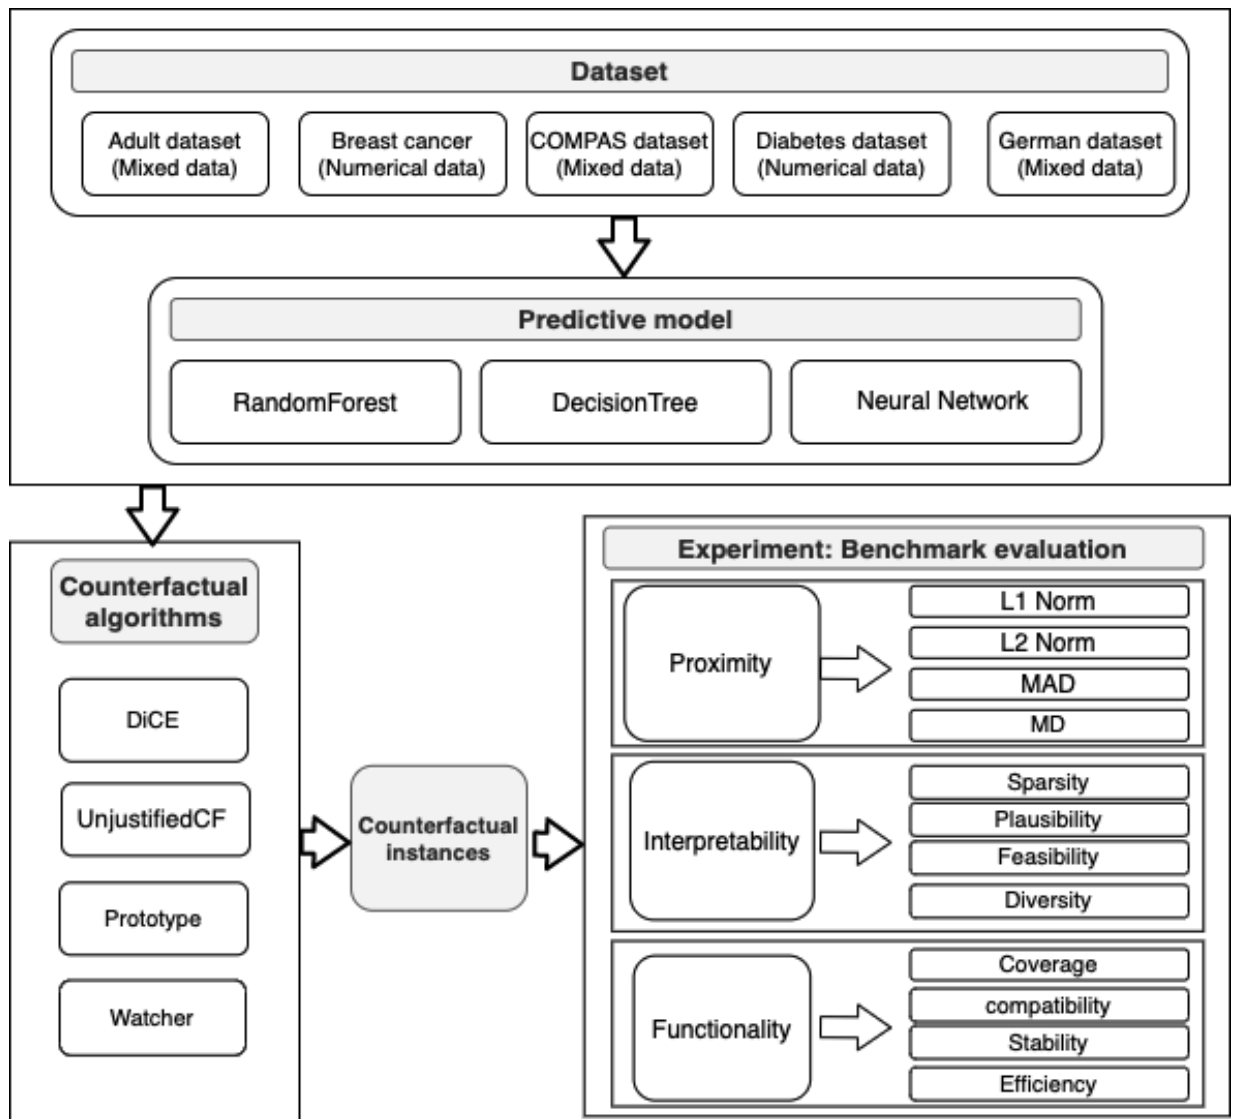 Dataset
Adult dataset
(Mixed data)
Breast cancer
(Numerical data)
COMPAS dataset
(Mixed data)
Diabetes dataset
(Numerical data)
German dataset
(Mixed data)
Predictive model
RandomForest
DecisionTree
Neural Network
Counterfactual
algorithms
DiCE
UnjustifiedCF
Prototype
Watcher
Counterfactual
instances
Experiment: Benchmark evaluation
Proximity
L1 Norm
L2 Norm
MAD
MD
Interpretability
Sparsity
Plausibility
Feasibility
Diversity
Functionality
Coverage
compatibility
Stability
Efficiency